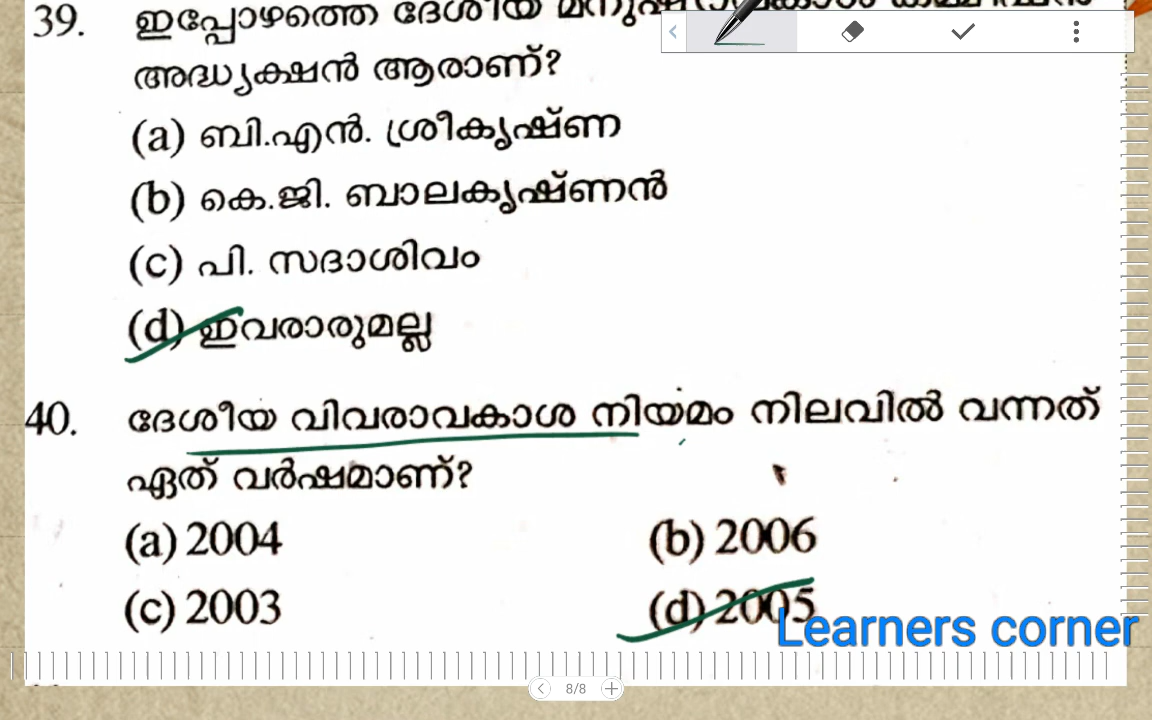 39. ഇപ്പോഴത്തെ ദേശീയ
അദ്ധ്യക്ഷൻ ആരാണ്?
(a) ബി.എൻ. ശ്രീകൃഷ്ണ
(b) കെ.ജി. ബാലകൃഷ്ണൻ
(c) പി. സദാശിവം
(d) ഇവരാരുമല്ല
40. ദേശീയ വിവരാവകാശ നിയമം നിലവിൽ വന്നത്
ഏത് വർഷമാണ്?
(a) 2004 (b) 2006
(c) 2003 (d) 2005
Learners corner
8/8